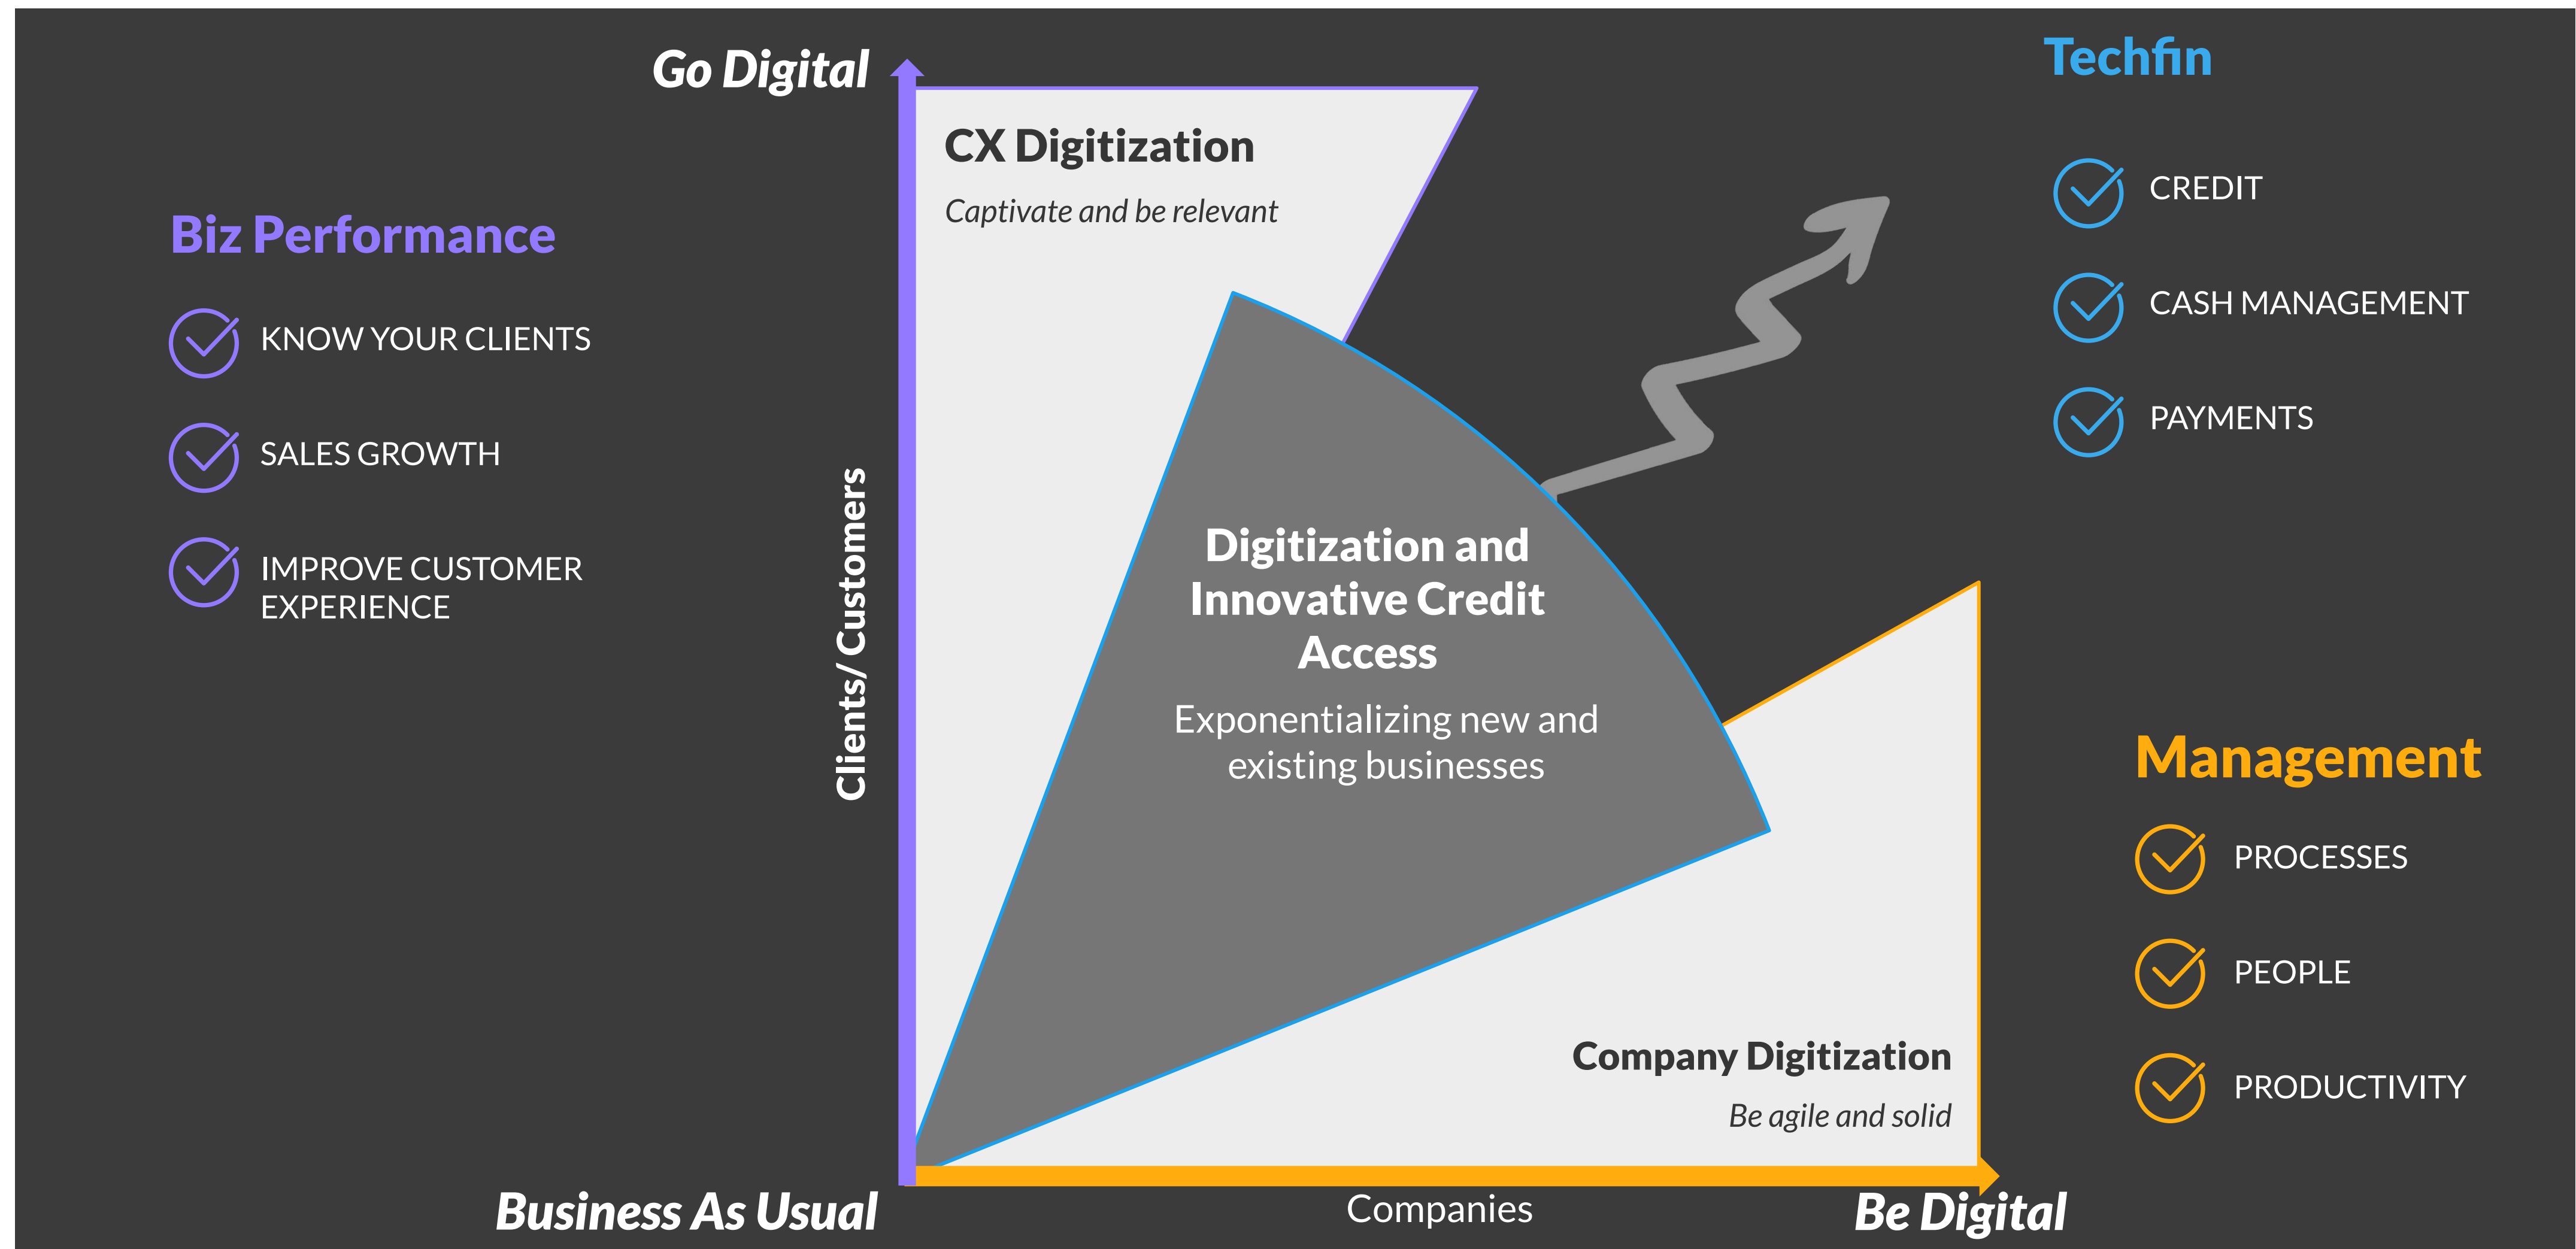 Go Digital
Techfin
CX Digitization
Captivate and be relevant
CREDIT
Biz Performance
CASH MANAGEMENT
KNOW YOUR CLIENTS
PAYMENTS
SALES GROWTH
IMPROVE CUSTOMER
EXPERIENCE
Clients/ Customers
Digitization and
Innovative Credit
Access
Exponentializing new and
existing businesses
Management
PROCESSES
PEOPLE
Company Digitization
Be agile and solid
PRODUCTIVITY
Business As Usual
Companies
Be Digital